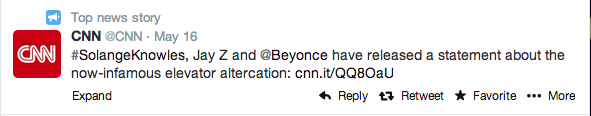 Top news story
CNN
CNN @CNN · May 16
#SolangeKnowles, Jay Z and @Beyonce have released a statement about the
now-infamous elevator altercation: cnn.it/QQ8OaU
Expand Reply Retweet Favorite More